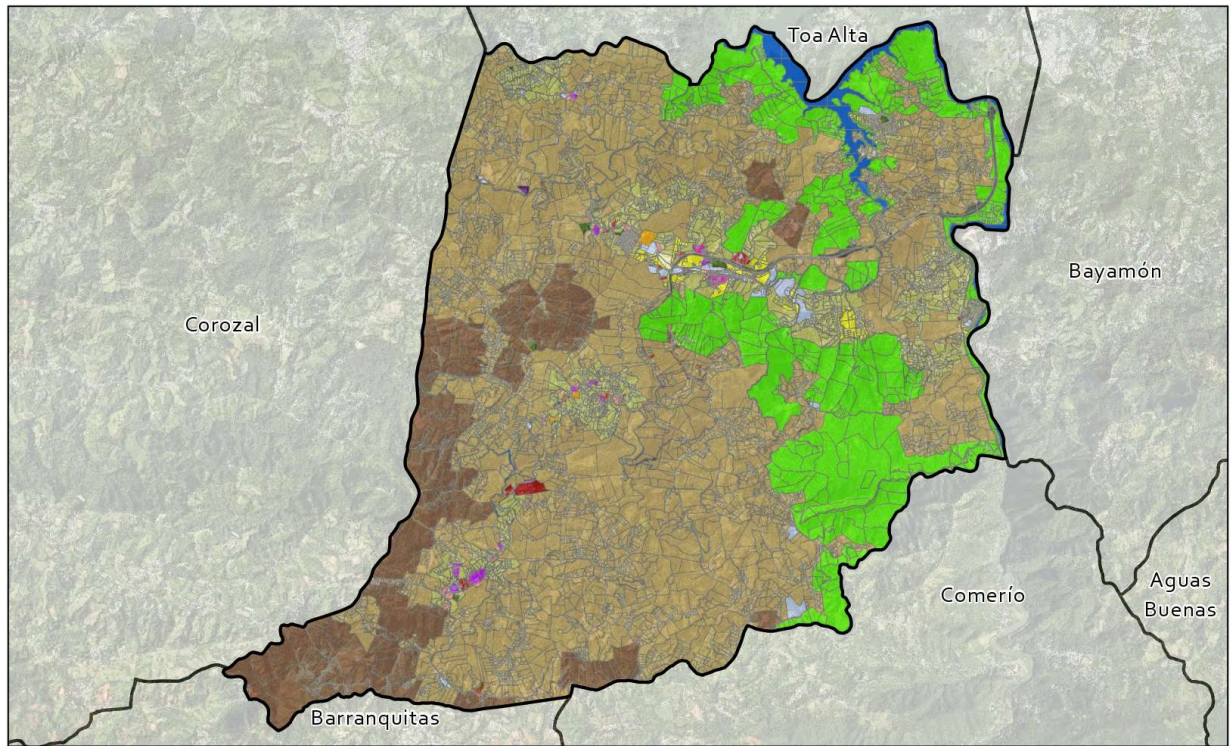 Toa Alta
Bayamón
Corozal
Comerío
Aguas
Buenas
Barranquitas